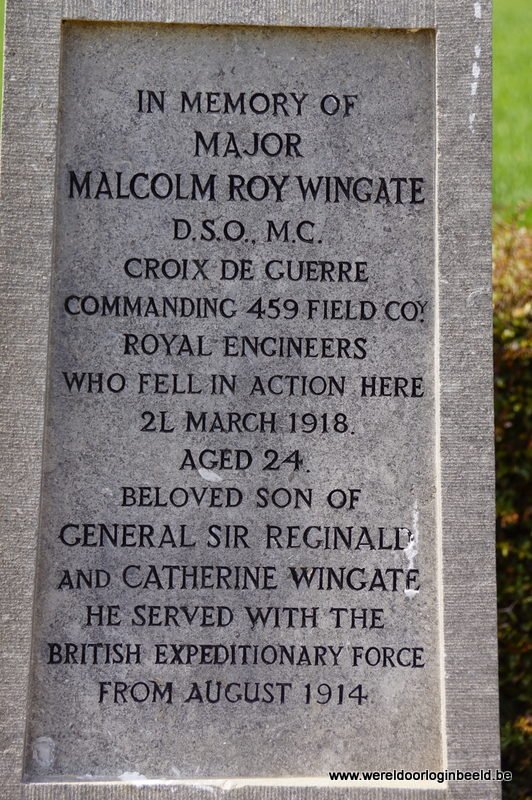 IN MEMORY OF
MAJOR
MALCOLM ROY WINGATE
D.S.O., M.C.
CROIX DE GUERRE
COMMANDING 459 FIELD COY.
ROYAL ENGINEERS
WHO FELL IN ACTION HERE
21 MARCH 1918.
AGED 24.
BELOVED SON OF
GENERAL SIR REGINALD
AND CATHERINE WINGATE
HE SERVED WITH THE
BRITISH EXPEDITIONARY FORCE
FROM AUGUST 1914
www.wereldoorloginbeeld.be